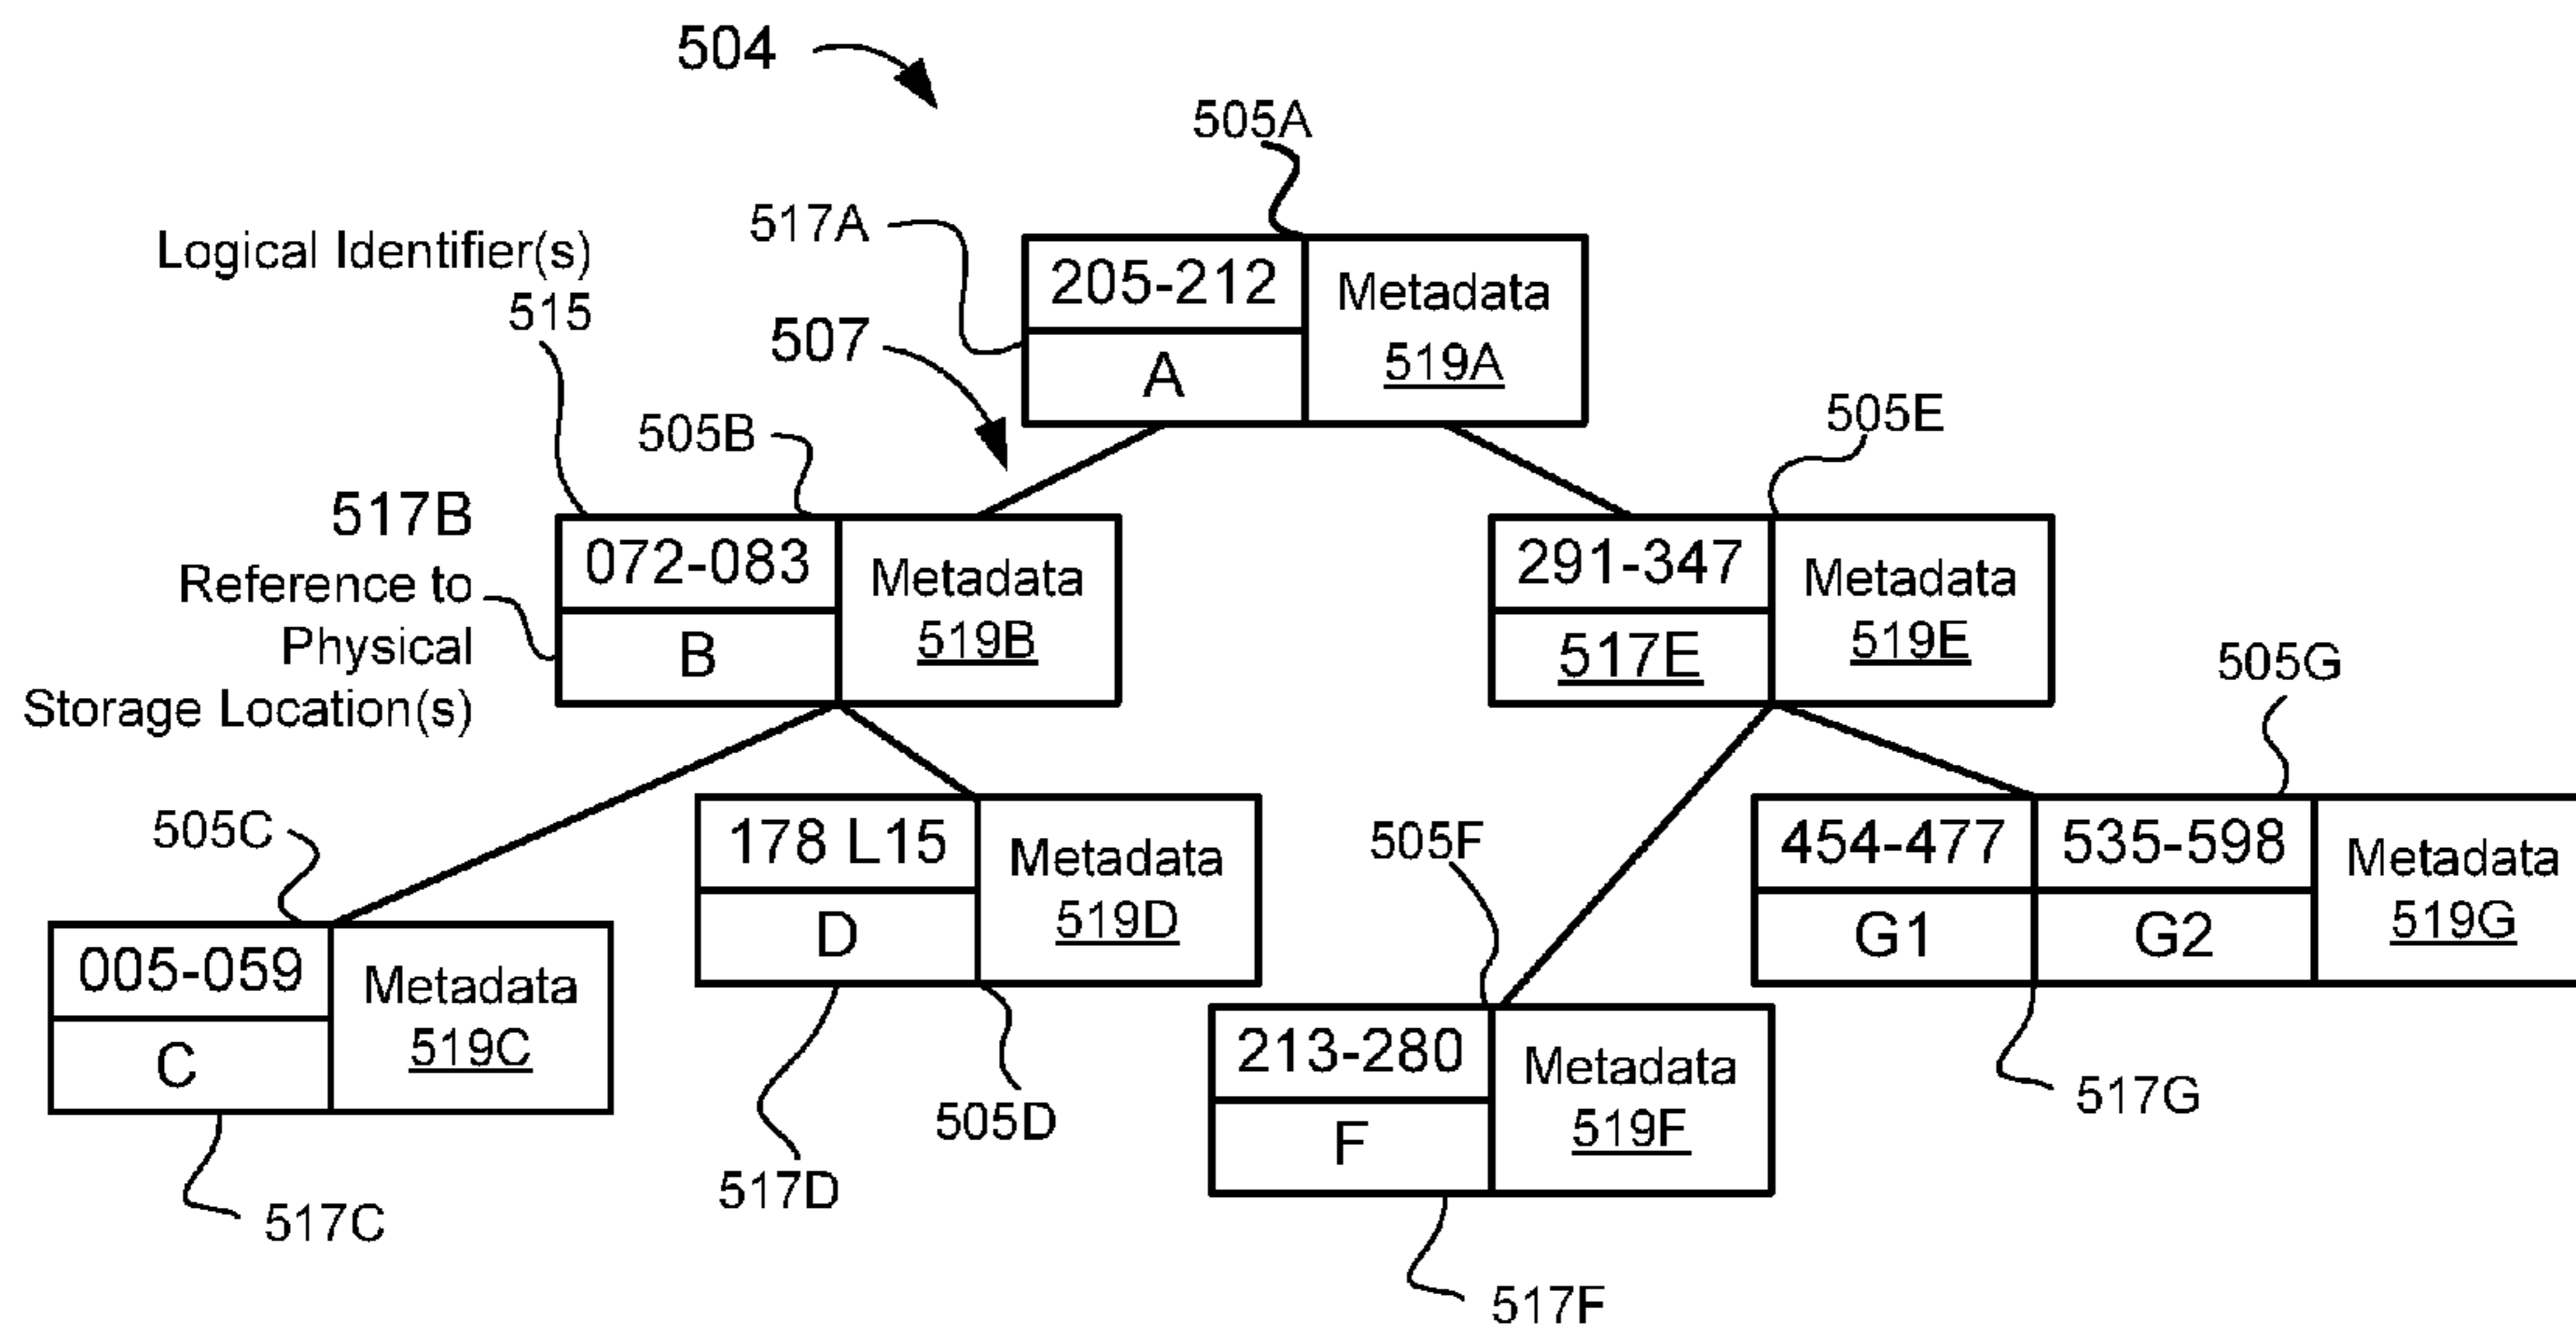 504
505A
517A
Logical Identifier(s)
515
205-212
Metadata
519A
A
507
505B
505E
517B
Reference to
Physical
Storage Location(s)
072-083
Metadata
519B
B
291-347
Metadata
519E
517E
505G
505C
178 L15
Metadata
519D
D
505F
454-477
535-598
Metadata
519G
G1
G2
005-059
Metadata
519C
C
213-280
Metadata
519F
F
505D
517G
517D
517C
517F